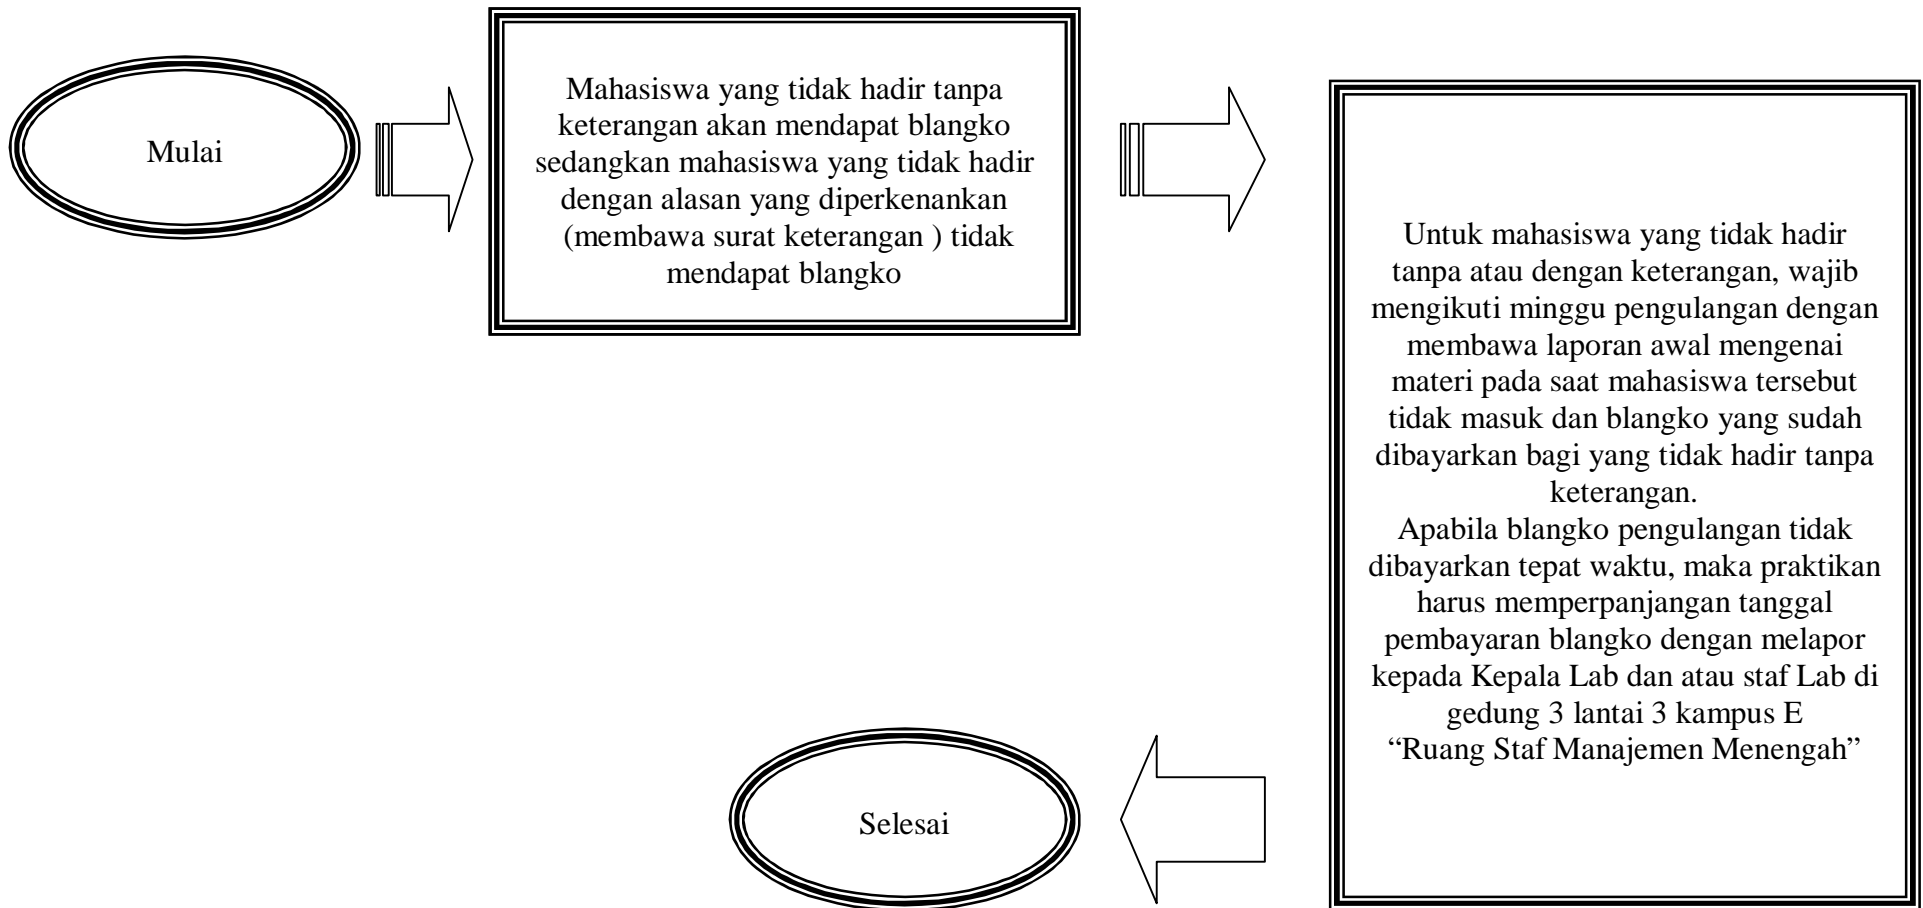 Mulai
Mahasiswa yang tidak hadir tanpa
keterangan akan mendapat blangko
sedangkan mahasiswa yang tidak hadir
dengan alasan yang diperkenankan
(membawa surat keterangan ) tidak
mendapat blangko
Untuk mahasiswa yang tidak hadir
tanpa atau dengan keterangan, wajib
mengikuti minggu pengulangan dengan
membawa laporan awal mengenai
materi pada saat mahasiswa tersebut
tidak masuk dan blangko yang sudah
dibayarkan bagi yang tidak hadir tanpa
keterangan.
Apabila blangko pengulangan tidak
dibayarkan tepat waktu, maka praktikan
harus memperpanjangan tanggal
pembayaran blangko dengan melapor
kepada Kepala Lab dan atau staf Lab di
gedung 3 lantai 3 kampus E
“Ruang Staf Manajemen Menengah”
Selesai